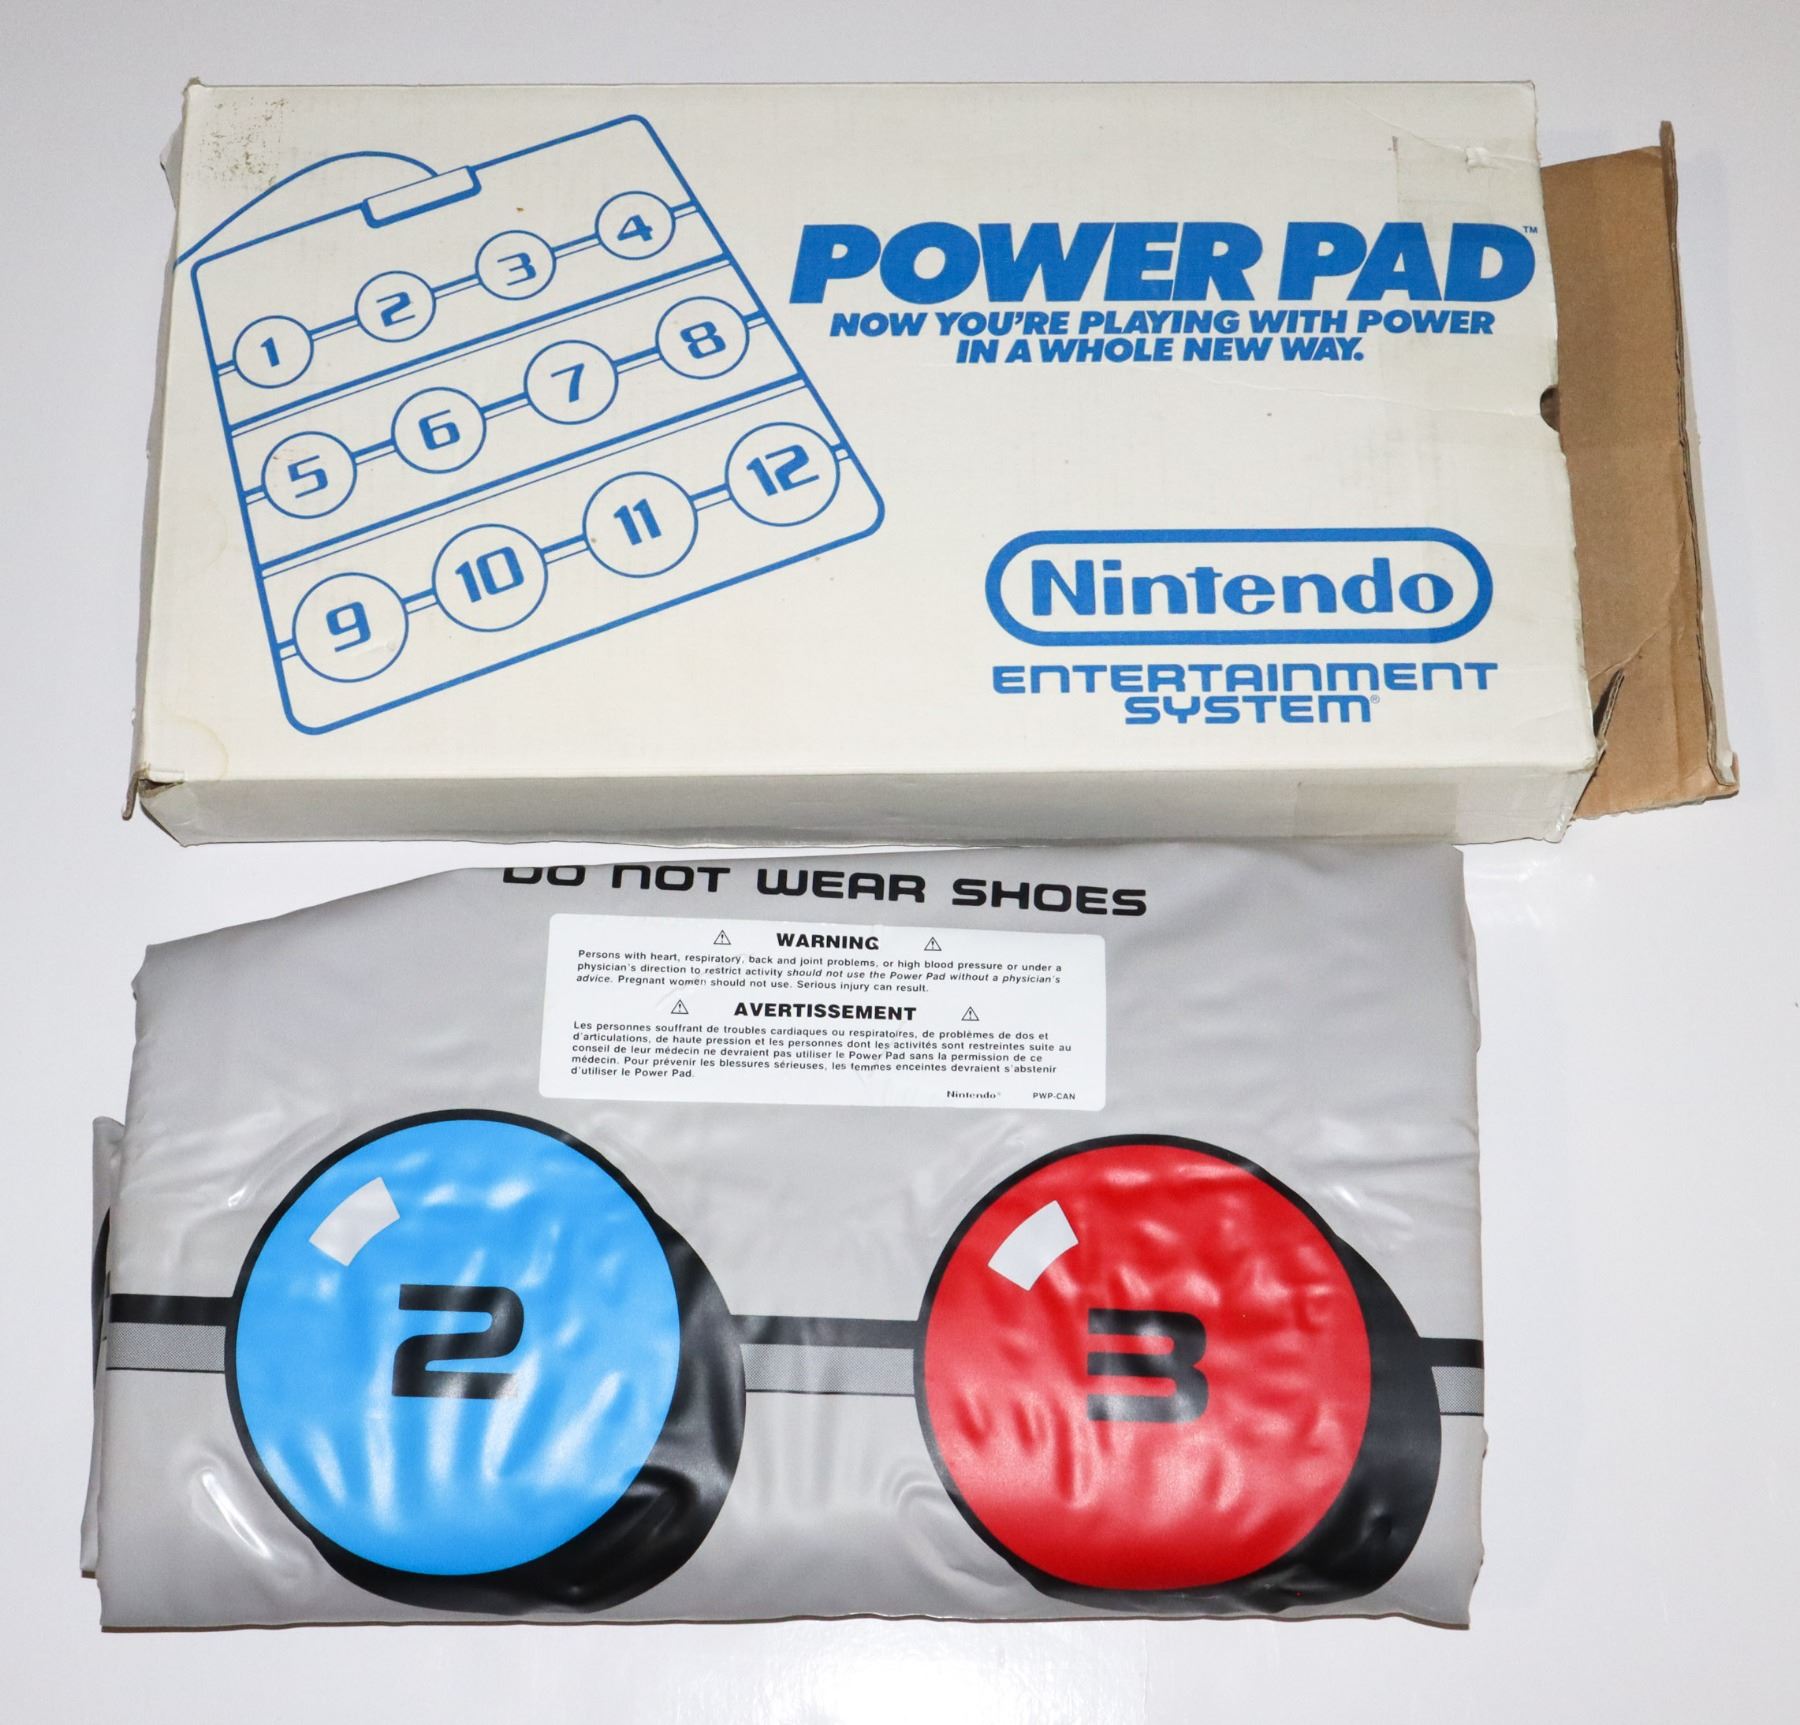 POWER PAD™
NOW YOU'RE PLAYING WITH POWER
IN A WHOLE NEW WAY.
1 2 3 4
5 6 7 8
9 10 11 12
Nintendo
ENTERTAINMENT
SYSTEM®
DO NOT WEAR SHOES
⚠ WARNING ⚠
Persons with heart, respiratory, back and joint problems, or high blood pressure or under a
physician's direction to restrict activity should not use the Power Pad without a physician's
advice. Pregnant women should not use. Serious injury can result.
⚠ AVERTISSEMENT ⚠
Les personnes souffrant de troubles cardiaques ou respiratoires, de problèmes de dos et
d'articulations, de haute pression et les personnes dont les activités sont restreintes suite au
conseil de leur médecin ne devraient pas utiliser le Power Pad sans la permission de ce
médecin. Pour prévenir les blessures sérieuses, les femmes enceintes devraient s'abstenir
d'utiliser le Power Pad.
Nintendo® PWP-CAN
2 3